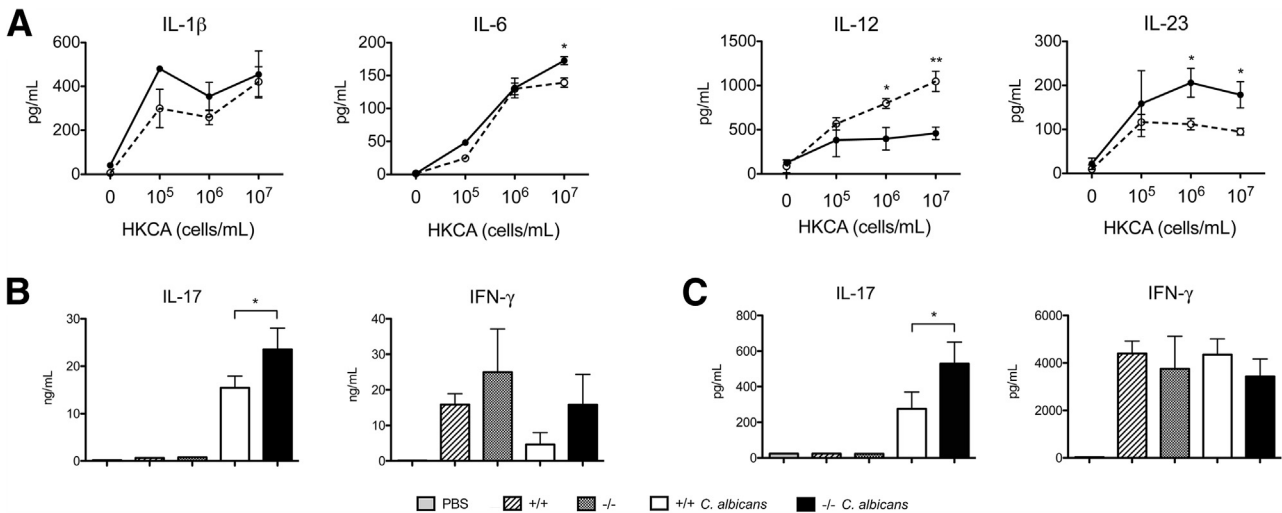 A
IL-1β
600
400
200
0
pg/mL
0 10⁵ 10⁶ 10⁷
HKCA (cells/mL)
IL-6
200
150
100
50
0
pg/mL
*
0 10⁵ 10⁶ 10⁷
HKCA (cells/mL)
IL-12
1500
1000
500
0
pg/mL
* **
0 10⁵ 10⁶ 10⁷
HKCA (cells/mL)
IL-23
300
200
100
0
pg/mL
* *
0 10⁵ 10⁶ 10⁷
HKCA (cells/mL)
B
IL-17
30
20
10
0
ng/mL
*
IFN-γ
40
30
20
10
0
ng/mL
C
IL-17
800
600
400
200
0
pg/mL
*
IFN-γ
6000
4000
2000
0
pg/mL
PBS +/+ -/- +/+ C. albicans -/- C. albicans